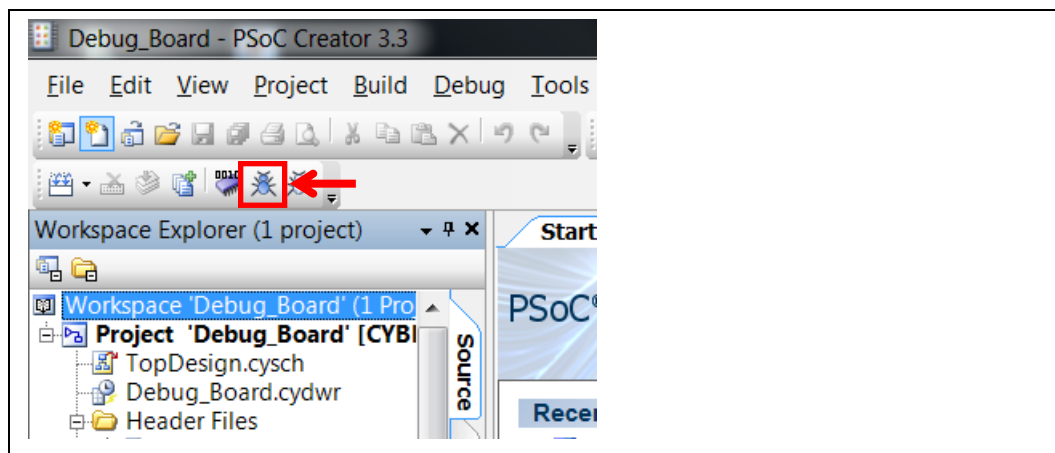 Debug_Board - PSoC Creator 3.3
File Edit View Project Build Debug Tools
Workspace Explorer (1 project)
Start
Workspace 'Debug_Board' (1 Pro
PSoC®
Project 'Debug_Board' [CYBl
Source
TopDesign.cysch
Debug_Board.cydwr
Header Files
Recen